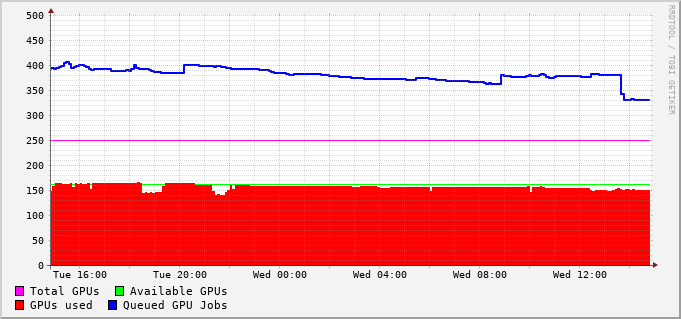 500
450
400
350
300
250
200
150
100
50
0
Tue 16:00 Tue 20:00 Wed 00:00 Wed 04:00 Wed 08:00 Wed 12:00
Total GPUs Available GPUs
GPUs used Queued GPU Jobs
RRDTOOL / TOBI OETIKER